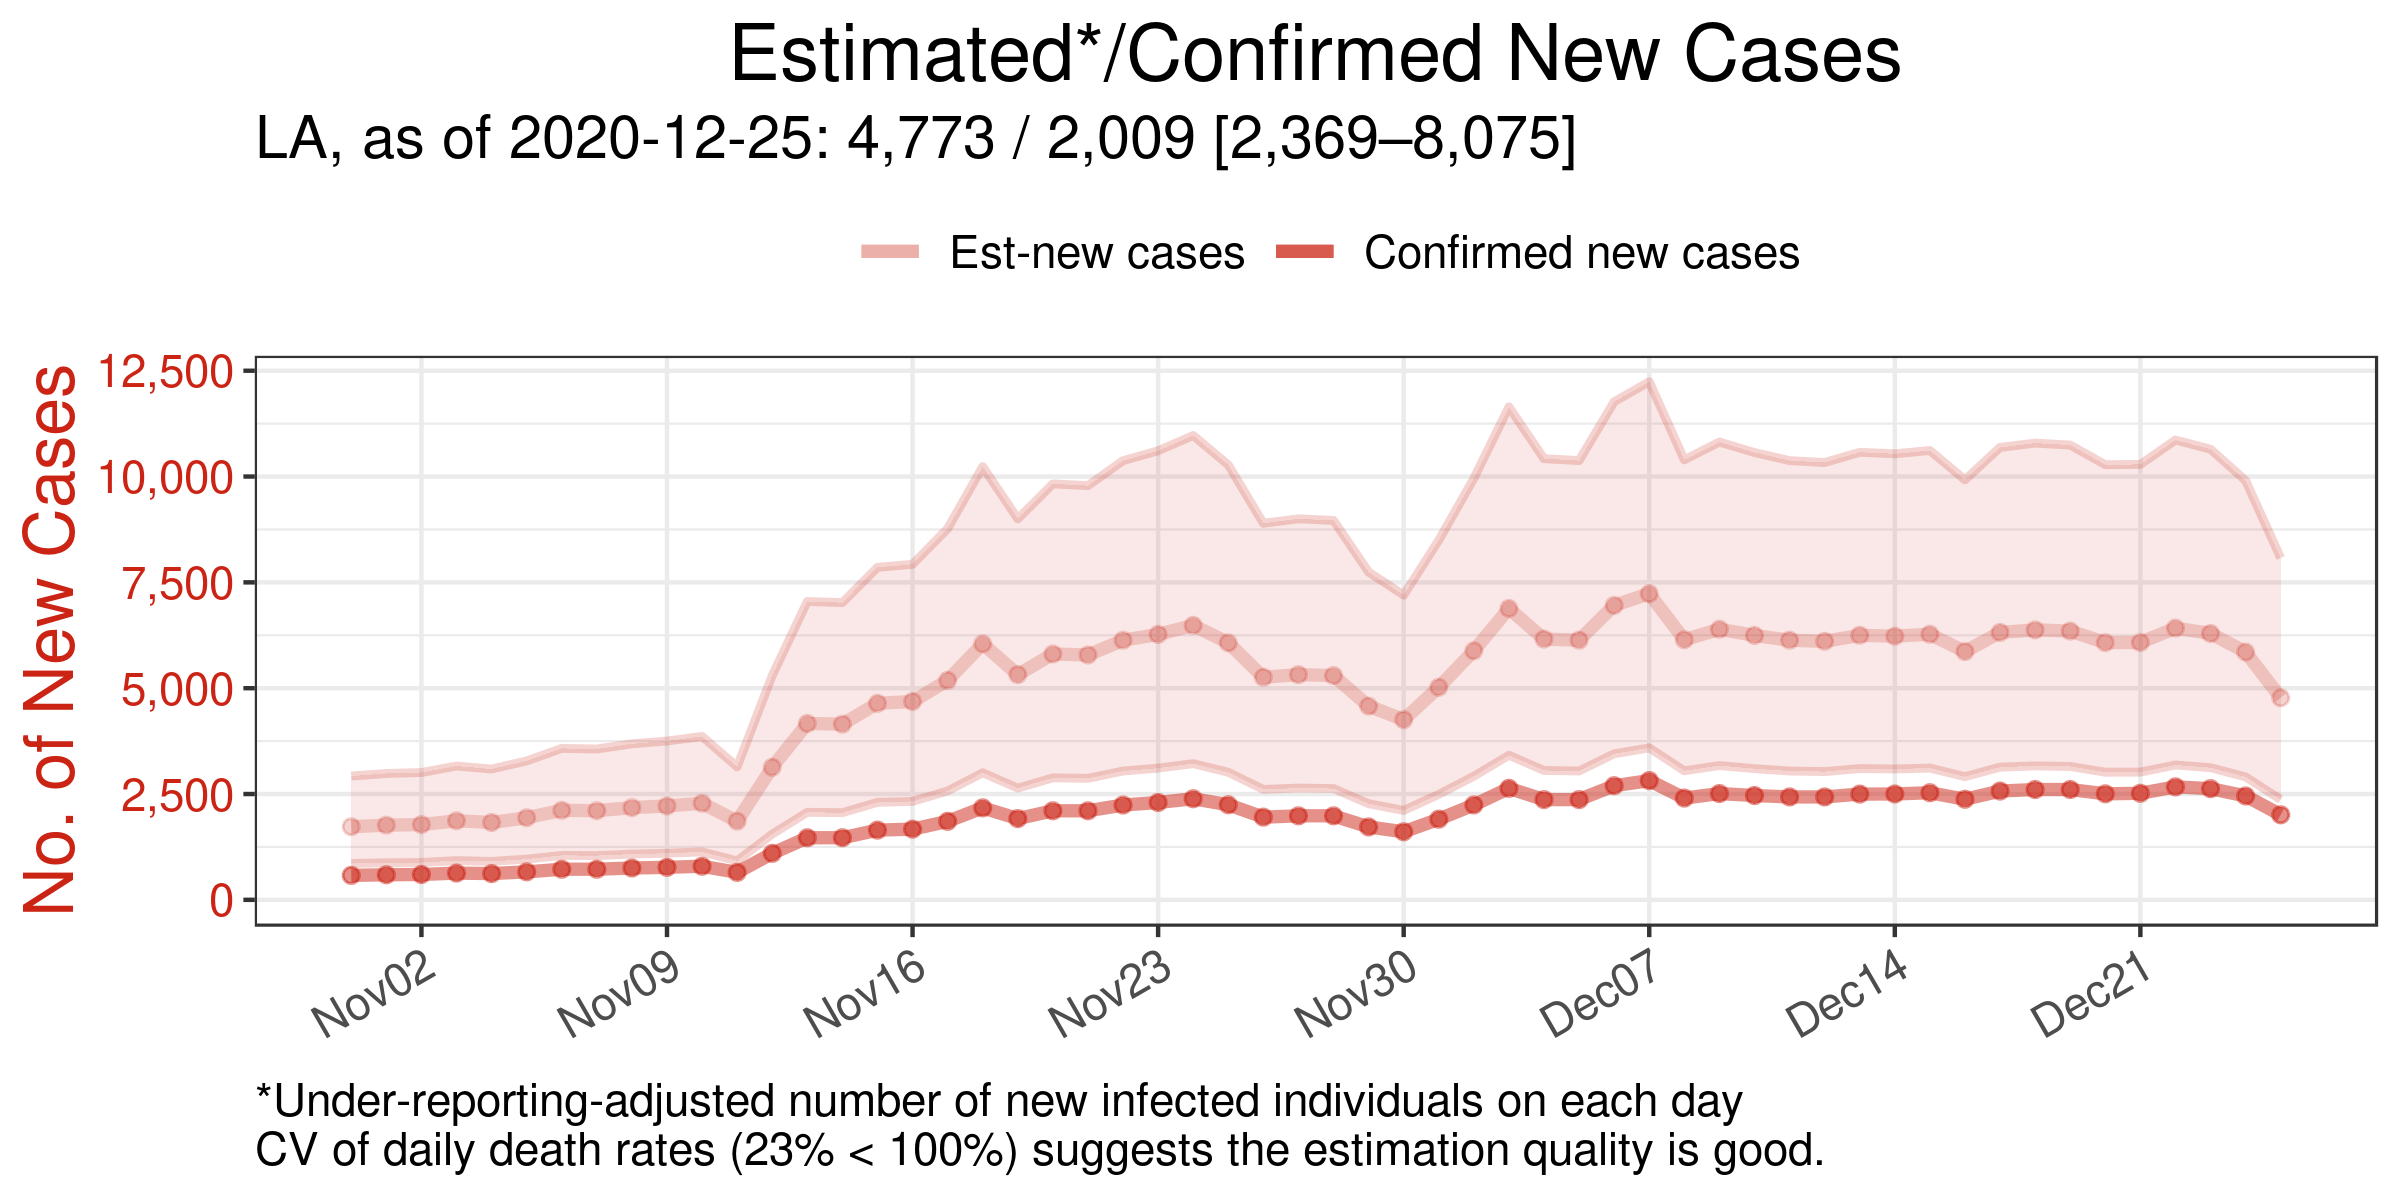 Estimated*/Confirmed New Cases
LA, as of 2020-12-25: 4,773 / 2,009 [2,369–8,075]
Est-new cases Confirmed new cases
No. of New Cases
12,500
10,000
7,500
5,000
2,500
0
Nov02 Nov09 Nov16 Nov23 Nov30 Dec07 Dec14 Dec21
*Under-reporting-adjusted number of new infected individuals on each day
CV of daily death rates (23% < 100%) suggests the estimation quality is good.